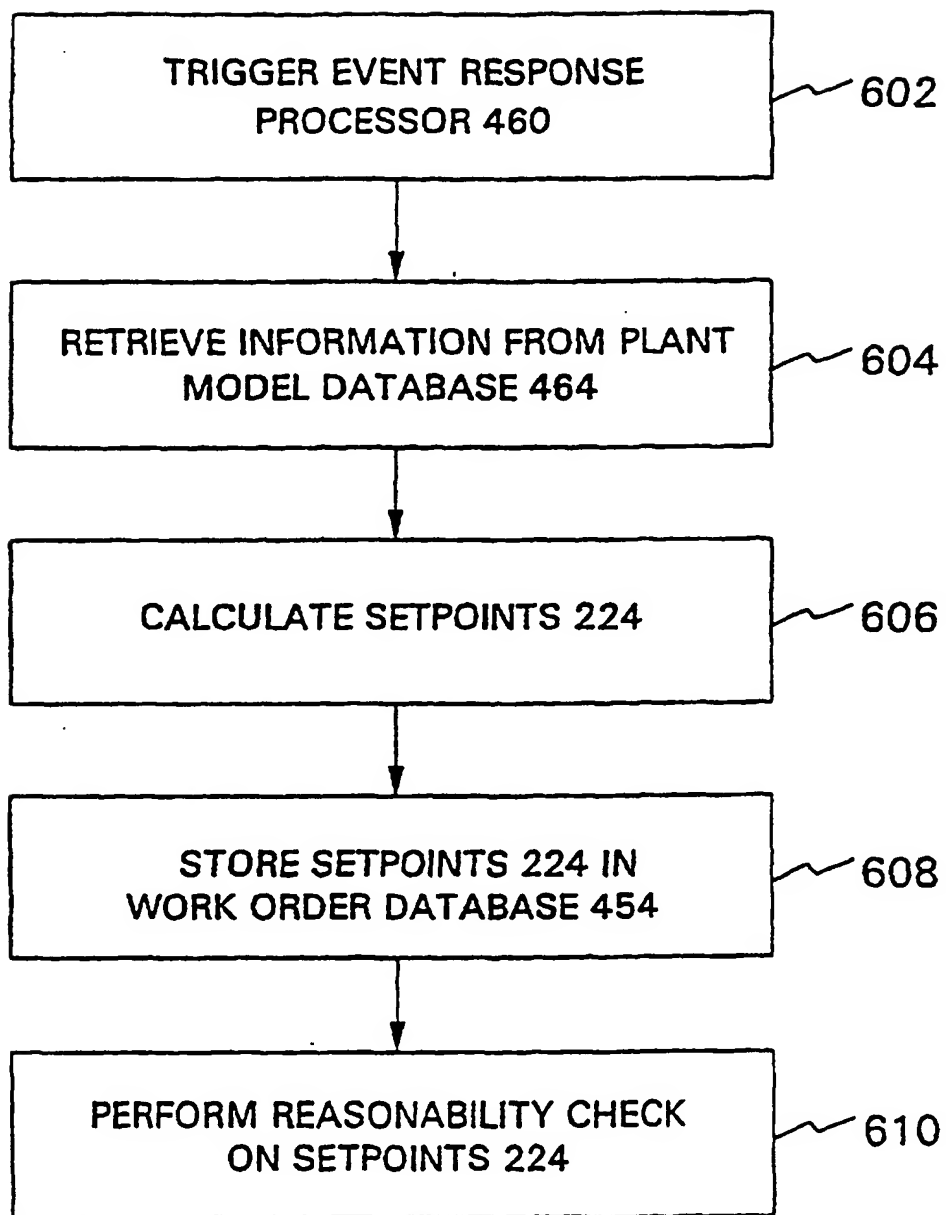 TRIGGER EVENT RESPONSE
PROCESSOR 460
602
RETRIEVE INFORMATION FROM PLANT
MODEL DATABASE 464
604
CALCULATE SETPOINTS 224
606
STORE SETPOINTS 224 IN
WORK ORDER DATABASE 454
608
PERFORM REASONABILITY CHECK
ON SETPOINTS 224
610